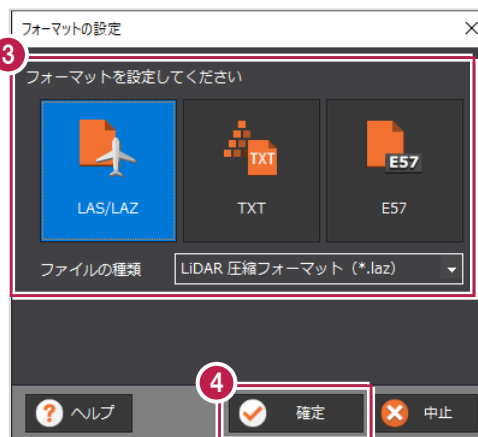 フォーマットの設定
3
フォーマットを設定してください
TXT
E57
LAS/LAZ
TXT
E57
ファイルの種類
LiDAR 圧縮フォーマット（*.laz）
4
? ヘルプ
確定
中止